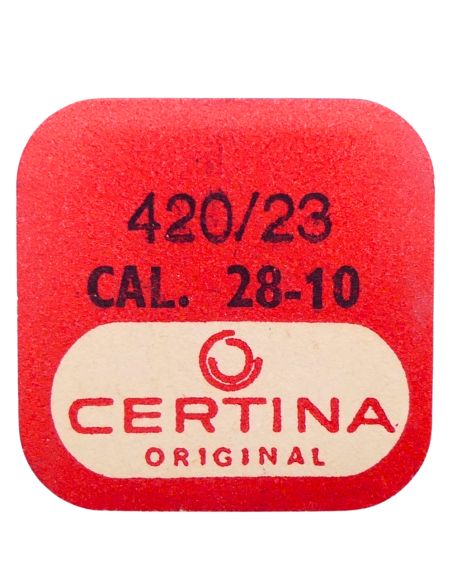 420/23
CAL. 28-10
CERTINA
ORIGINAL